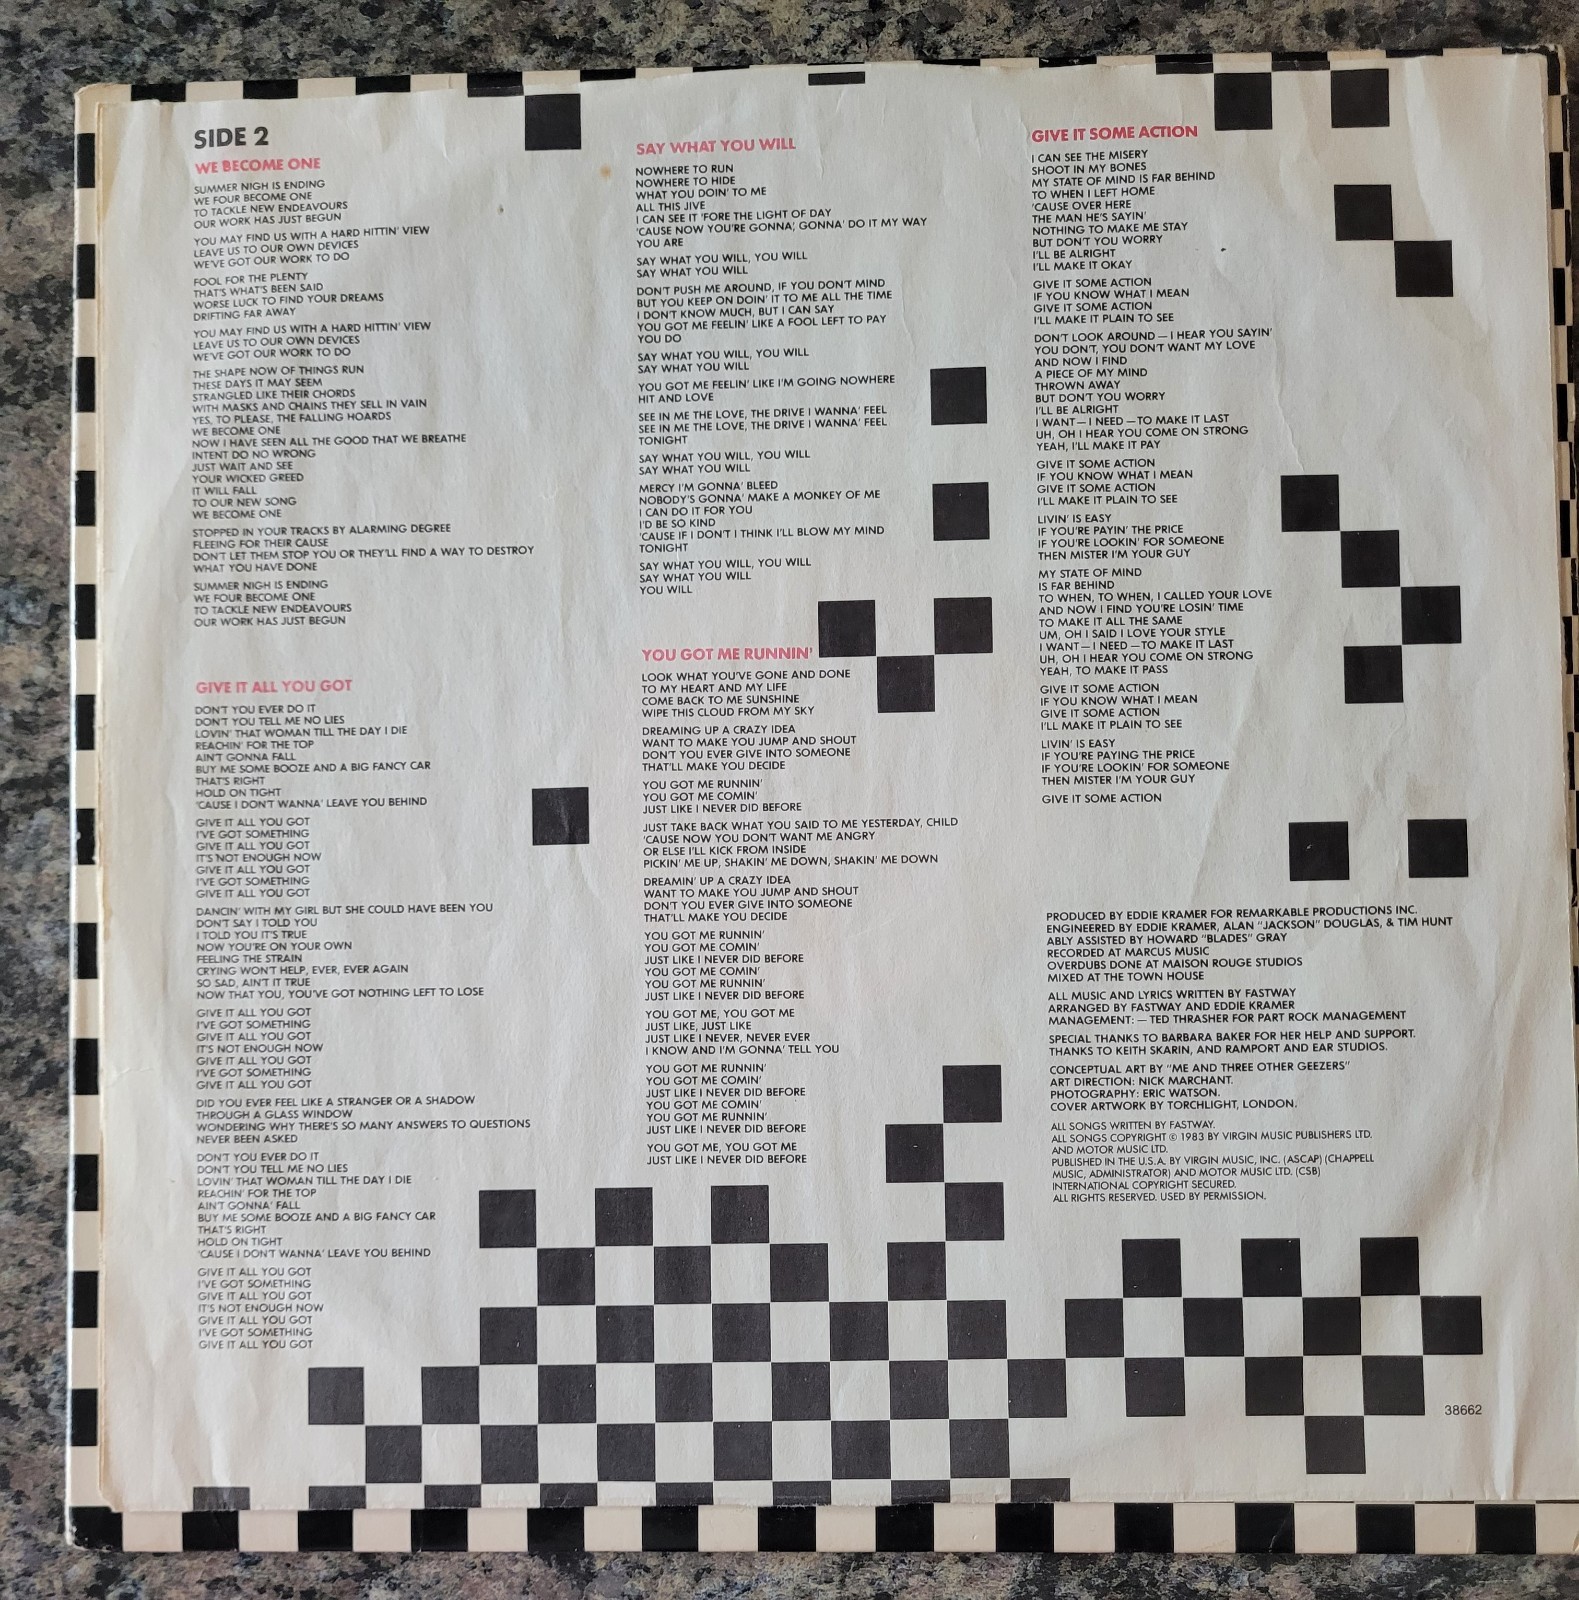 SIDE 2
WE BECOME ONE
SUMMER NIGH IS ENDING
WE FOUR BECOME ONE
TO TACKLE NEW ENDEAVOURS
OUR WORK HAS JUST BEGUN
YOU MAY FIND US WITH A HARD HITTIN' VIEW
LEAVE US TO OUR OWN DEVICES
WE'VE GOT OUR WORK TO DO
FOOL FOR THE PLENTY
THAT'S WHAT'S BEEN SAID
WORSE LUCK TO FIND YOUR DREAMS
DRIFTING FAR AWAY
YOU MAY FIND US WITH A HARD HITTIN' VIEW
LEAVE US TO OUR OWN DEVICES
WE'VE GOT OUR WORK TO DO
THE SHAPE NOW OF THINGS RUN
THESE DAYS IT MAY SEEM
STRANGLED LIKE THEIR CHORDS
WITH MASKS AND CHAINS THEY SELL IN VAIN
YES, TO PLEASE, THE FALLING HOARDS
WE BECOME ONE
NOW I HAVE SEEN ALL THE GOOD THAT WE BREATHE
INTENT DO NO WRONG
JUST WAIT AND SEE
YOUR WICKED GREED
IT WILL FALL
TO OUR NEW SONG
WE BECOME ONE
STOPPED IN YOUR TRACKS BY ALARMING DEGREE
FLEEING FOR THEIR CAUSE
DON'T LET THEM STOP YOU OR THEY'LL FIND A WAY TO DESTROY
WHAT YOU HAVE DONE
SUMMER NIGH IS ENDING
WE FOUR BECOME ONE
TO TACKLE NEW ENDEAVOURS
OUR WORK HAS JUST BEGUN
GIVE IT ALL YOU GOT
DON'T YOU EVER DO IT
DON'T YOU TELL ME NO LIES
LOVIN' THAT WOMAN TILL THE DAY I DIE
REACHIN' FOR THE TOP
AIN'T GONNA FALL
BUY ME SOME BOOZE AND A BIG FANCY CAR
THAT'S RIGHT
HOLD ON TIGHT
'CAUSE I DON'T WANNA' LEAVE YOU BEHIND
GIVE IT ALL YOU GOT
I'VE GOT SOMETHING
GIVE IT ALL YOU GOT
IT'S NOT ENOUGH NOW
GIVE IT ALL YOU GOT
I'VE GOT SOMETHING
GIVE IT ALL YOU GOT
DANCIN' WITH MY GIRL BUT SHE COULD HAVE BEEN YOU
DON'T SAY I TOLD YOU
I TOLD YOU IT'S TRUE
NOW YOU'RE ON YOUR OWN
FEELING THE STRAIN
CRYING WON'T HELP, EVER, EVER AGAIN
SO SAD, AIN'T IT TRUE
NOW THAT YOU, YOU'VE GOT NOTHING LEFT TO LOSE
GIVE IT ALL YOU GOT
I'VE GOT SOMETHING
GIVE IT ALL YOU GOT
IT'S NOT ENOUGH NOW
GIVE IT ALL YOU GOT
I'VE GOT SOMETHING
GIVE IT ALL YOU GOT
DID YOU EVER FEEL LIKE A STRANGER OR A SHADOW
THROUGH A GLASS WINDOW
WONDERING WHY THERE'S SO MANY ANSWERS TO QUESTIONS
NEVER BEEN ASKED
DON'T YOU EVER DO IT
DON'T YOU TELL ME NO LIES
LOVIN' THAT WOMAN TILL THE DAY I DIE
REACHIN' FOR THE TOP
AIN'T GONNA' FALL
BUY ME SOME BOOZE AND A BIG FANCY CAR
THAT'S RIGHT
HOLD ON TIGHT
'CAUSE I DON'T WANNA' LEAVE YOU BEHIND
GIVE IT ALL YOU GOT
I'VE GOT SOMETHING
GIVE IT ALL YOU GOT
IT'S NOT ENOUGH NOW
GIVE IT ALL YOU GOT
I'VE GOT SOMETHING
GIVE IT ALL YOU GOT
SAY WHAT YOU WILL
NOWHERE TO RUN
NOWHERE TO HIDE
WHAT YOU DOIN' TO ME
ALL THIS JIVE
I CAN SEE IT 'FORE THE LIGHT OF DAY
'CAUSE NOW YOU'RE GONNA', GONNA' DO IT MY WAY
YOU ARE
SAY WHAT YOU WILL, YOU WILL
SAY WHAT YOU WILL
DON'T PUSH ME AROUND, IF YOU DON'T MIND
BUT YOU KEEP ON DOIN' IT TO ME ALL THE TIME
I DON'T KNOW MUCH, BUT I CAN SAY
YOU GOT ME FEELIN' LIKE A FOOL LEFT TO PAY
YOU DO
SAY WHAT YOU WILL, YOU WILL
SAY WHAT YOU WILL
YOU GOT ME FEELIN' LIKE I'M GOING NOWHERE
HIT AND LOVE
SEE IN ME THE LOVE, THE DRIVE I WANNA' FEEL
SEE IN ME THE LOVE, THE DRIVE I WANNA' FEEL
TONIGHT
SAY WHAT YOU WILL, YOU WILL
SAY WHAT YOU WILL
MERCY I'M GONNA' BLEED
NOBODY'S GONNA' MAKE A MONKEY OF ME
I CAN DO IT FOR YOU
I'D BE SO KIND
'CAUSE IF I DON'T I THINK I'LL BLOW MY MIND
TONIGHT
SAY WHAT YOU WILL, YOU WILL
SAY WHAT YOU WILL
YOU WILL
YOU GOT ME RUNNIN'
LOOK WHAT YOU'VE GONE AND DONE
TO MY HEART AND MY LIFE
COME BACK TO ME SUNSHINE
WIPE THIS CLOUD FROM MY SKY
DREAMING UP A CRAZY IDEA
WANT TO MAKE YOU JUMP AND SHOUT
DON'T YOU EVER GIVE INTO SOMEONE
THAT'LL MAKE YOU DECIDE
YOU GOT ME RUNNIN'
YOU GOT ME COMIN'
JUST LIKE I NEVER DID BEFORE
JUST TAKE BACK WHAT YOU SAID TO ME YESTERDAY, CHILD
'CAUSE NOW YOU DON'T WANT ME ANGRY
OR ELSE I'LL KICK FROM INSIDE
PICKIN' ME UP, SHAKIN' ME DOWN, SHAKIN' ME DOWN
DREAMIN' UP A CRAZY IDEA
WANT TO MAKE YOU JUMP AND SHOUT
DON'T YOU EVER GIVE INTO SOMEONE
THAT'LL MAKE YOU DECIDE
YOU GOT ME RUNNIN'
YOU GOT ME COMIN'
JUST LIKE I NEVER DID BEFORE
YOU GOT ME COMIN'
YOU GOT ME RUNNIN'
JUST LIKE I NEVER DID BEFORE
YOU GOT ME, YOU GOT ME
JUST LIKE, JUST LIKE
JUST LIKE I NEVER, NEVER EVER
I KNOW AND I'M GONNA' TELL YOU
YOU GOT ME RUNNIN'
YOU GOT ME COMIN'
JUST LIKE I NEVER DID BEFORE
YOU GOT ME COMIN'
YOU GOT ME RUNNIN'
JUST LIKE I NEVER DID BEFORE
YOU GOT ME, YOU GOT ME
JUST LIKE I NEVER DID BEFORE
GIVE IT SOME ACTION
I CAN SEE THE MISERY
SHOOT IN MY BONES
MY STATE OF MIND IS FAR BEHIND
TO WHEN I LEFT HOME
'CAUSE OVER HERE
THE MAN HE'S SAYIN'
NOTHING TO MAKE ME STAY
BUT DON'T YOU WORRY
I'LL BE ALRIGHT
I'LL MAKE IT OKAY
GIVE IT SOME ACTION
IF YOU KNOW WHAT I MEAN
GIVE IT SOME ACTION
I'LL MAKE IT PLAIN TO SEE
DON'T LOOK AROUND — I HEAR YOU SAYIN'
YOU DON'T, YOU DON'T WANT MY LOVE
AND NOW I FIND
A PIECE OF MY MIND
THROWN AWAY
BUT DON'T YOU WORRY
I'LL BE ALRIGHT
I WANT — I NEED — TO MAKE IT LAST
UH, OH I HEAR YOU COME ON STRONG
YEAH, I'LL MAKE IT PAY
GIVE IT SOME ACTION
IF YOU KNOW WHAT I MEAN
GIVE IT SOME ACTION
I'LL MAKE IT PLAIN TO SEE
LIVIN' IS EASY
IF YOU'RE PAYIN' THE PRICE
IF YOU'RE LOOKIN' FOR SOMEONE
THEN MISTER I'M YOUR GUY
MY STATE OF MIND
IS FAR BEHIND
TO WHEN, TO WHEN, I CALLED YOUR LOVE
AND NOW I FIND YOU'RE LOSIN' TIME
TO MAKE IT ALL THE SAME
UM, OH I SAID I LOVE YOUR STYLE
I WANT — I NEED — TO MAKE IT LAST
UH, OH I HEAR YOU COME ON STRONG
YEAH, TO MAKE IT PASS
GIVE IT SOME ACTION
IF YOU KNOW WHAT I MEAN
GIVE IT SOME ACTION
I'LL MAKE IT PLAIN TO SEE
LIVIN' IS EASY
IF YOU'RE PAYING THE PRICE
IF YOU'RE LOOKIN' FOR SOMEONE
THEN MISTER I'M YOUR GUY
GIVE IT SOME ACTION
PRODUCED BY EDDIE KRAMER FOR REMARKABLE PRODUCTIONS INC.
ENGINEERED BY EDDIE KRAMER, ALAN "JACKSON" DOUGLAS, & TIM HUNT
ABLY ASSISTED BY HOWARD "BLADES" GRAY
RECORDED AT MARCUS MUSIC
OVERDUBS DONE AT MAISON ROUGE STUDIOS
MIXED AT THE TOWN HOUSE
ALL MUSIC AND LYRICS WRITTEN BY FASTWAY
ARRANGED BY FASTWAY AND EDDIE KRAMER
MANAGEMENT: — TED THRASHER FOR PART ROCK MANAGEMENT
SPECIAL THANKS TO BARBARA BAKER FOR HER HELP AND SUPPORT.
THANKS TO KEITH SKARIN, AND RAMPORT AND EAR STUDIOS.
CONCEPTUAL ART BY "ME AND THREE OTHER GEEZERS"
ART DIRECTION: NICK MARCHANT.
PHOTOGRAPHY: ERIC WATSON.
COVER ARTWORK BY TORCHLIGHT, LONDON.
ALL SONGS WRITTEN BY FASTWAY.
ALL SONGS COPYRIGHT © 1983 BY VIRGIN MUSIC PUBLISHERS LTD.
AND MOTOR MUSIC LTD.
PUBLISHED IN THE U.S.A. BY VIRGIN MUSIC, INC. (ASCAP) (CHAPPELL
MUSIC, ADMINISTRATOR) AND MOTOR MUSIC LTD. (CSB)
INTERNATIONAL COPYRIGHT SECURED.
ALL RIGHTS RESERVED. USED BY PERMISSION.
38662